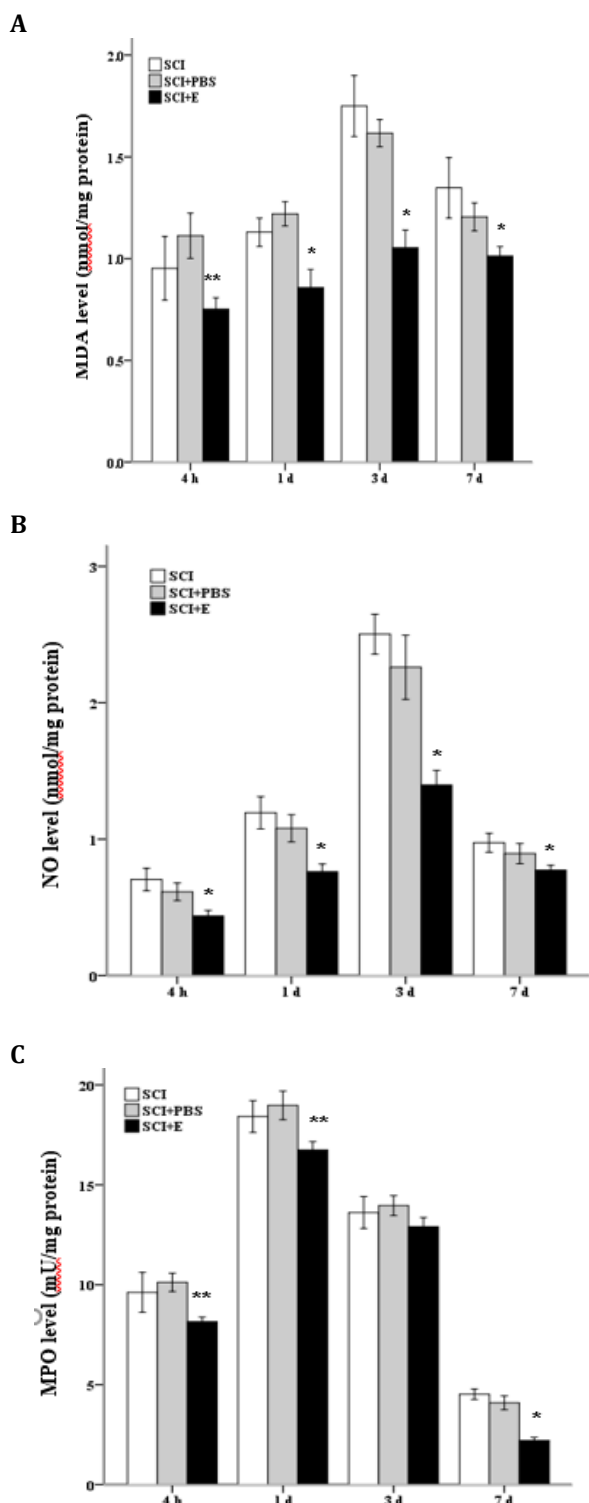 A
2.0
SCI
SCI+PBS
SCI+E
1.5
1.0
0.5
0.0
MDA level (nmol/mg protein)
**
*
*
*
4 h
1 d
3 d
7 d
B
3
SCI
SCI+PBS
SCI+E
2
1
0
NO level (nmol/mg protein)
*
*
*
*
4 h
1 d
3 d
7 d
C
20
SCI
SCI+PBS
SCI+E
15
10
5
0
MPO level (mU/mg protein)
**
**
*
4 h
1 d
3 d
7 d